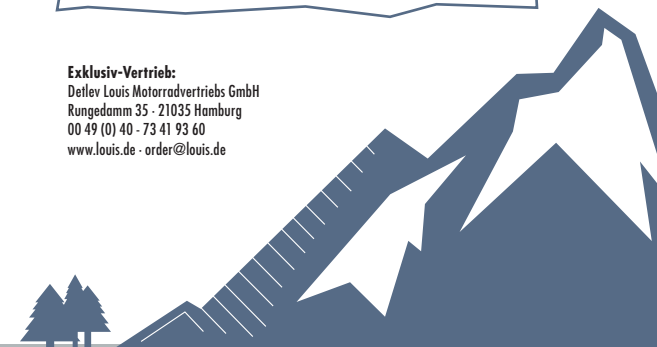 Exklusiv-Vertrieb:
Detlev Louis Motorradvertriebs GmbH
Rungedamm 35 - 21035 Hamburg
00 49 (0) 40 - 73 41 93 60
www.louis.de - order@louis.de